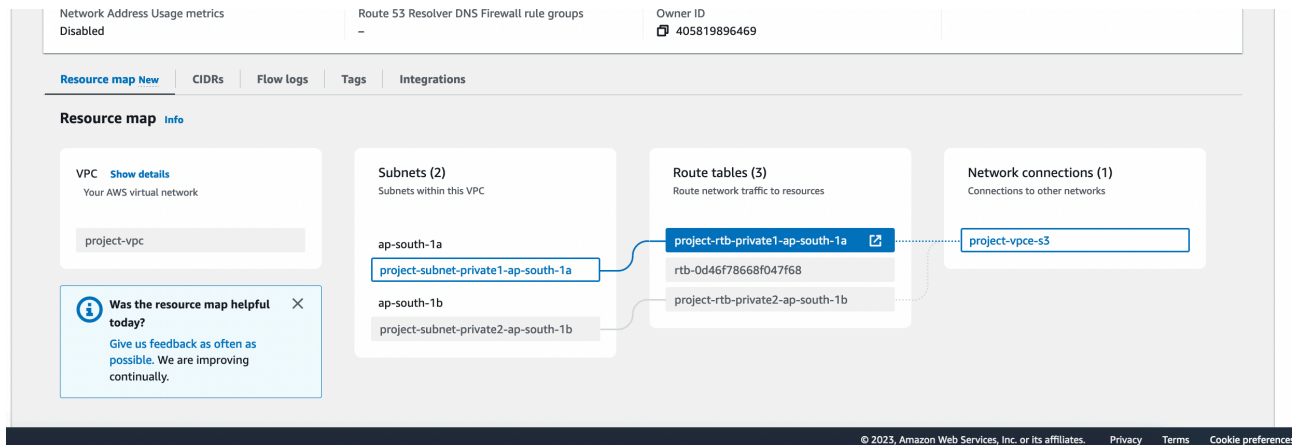 Network Address Usage metrics
Disabled
Route 53 Resolver DNS Firewall rule groups
–
Owner ID
405819896469
Resource map New
CIDRs
Flow logs
Tags
Integrations
Resource map Info
VPC Show details
Your AWS virtual network
project-vpc
Was the resource map helpful
today?
Give us feedback as often as
possible. We are improving
continually.
Subnets (2)
Subnets within this VPC
ap-south-1a
project-subnet-private1-ap-south-1a
ap-south-1b
project-subnet-private2-ap-south-1b
Route tables (3)
Route network traffic to resources
project-rtb-private1-ap-south-1a
rtb-0d46f78668f047f68
project-rtb-private2-ap-south-1b
Network connections (1)
Connections to other networks
project-vpce-s3
© 2023, Amazon Web Services, Inc. or its affiliates.
Privacy
Terms
Cookie preferences